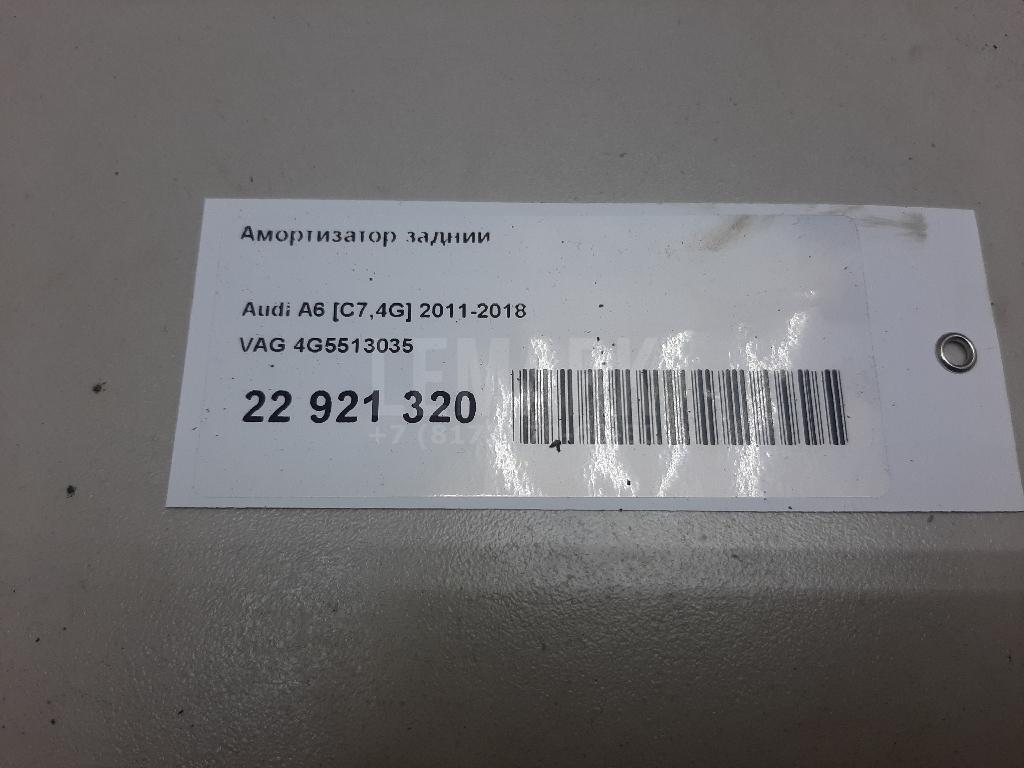 Амортизатор задний
Audi A6 [C7,4G] 2011-2018
VAG 4G5513035
22 921 320